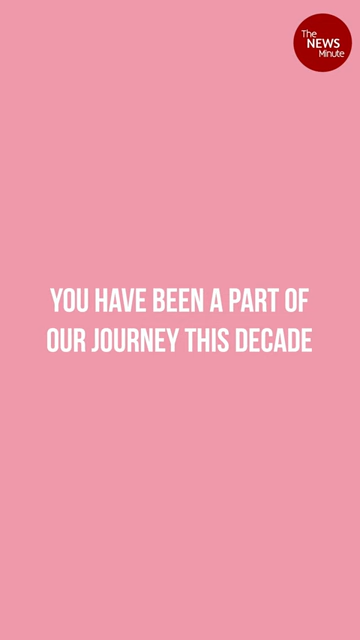 The
NEWS
Minute
YOU HAVE BEEN A PART OF
OUR JOURNEY THIS DECADE